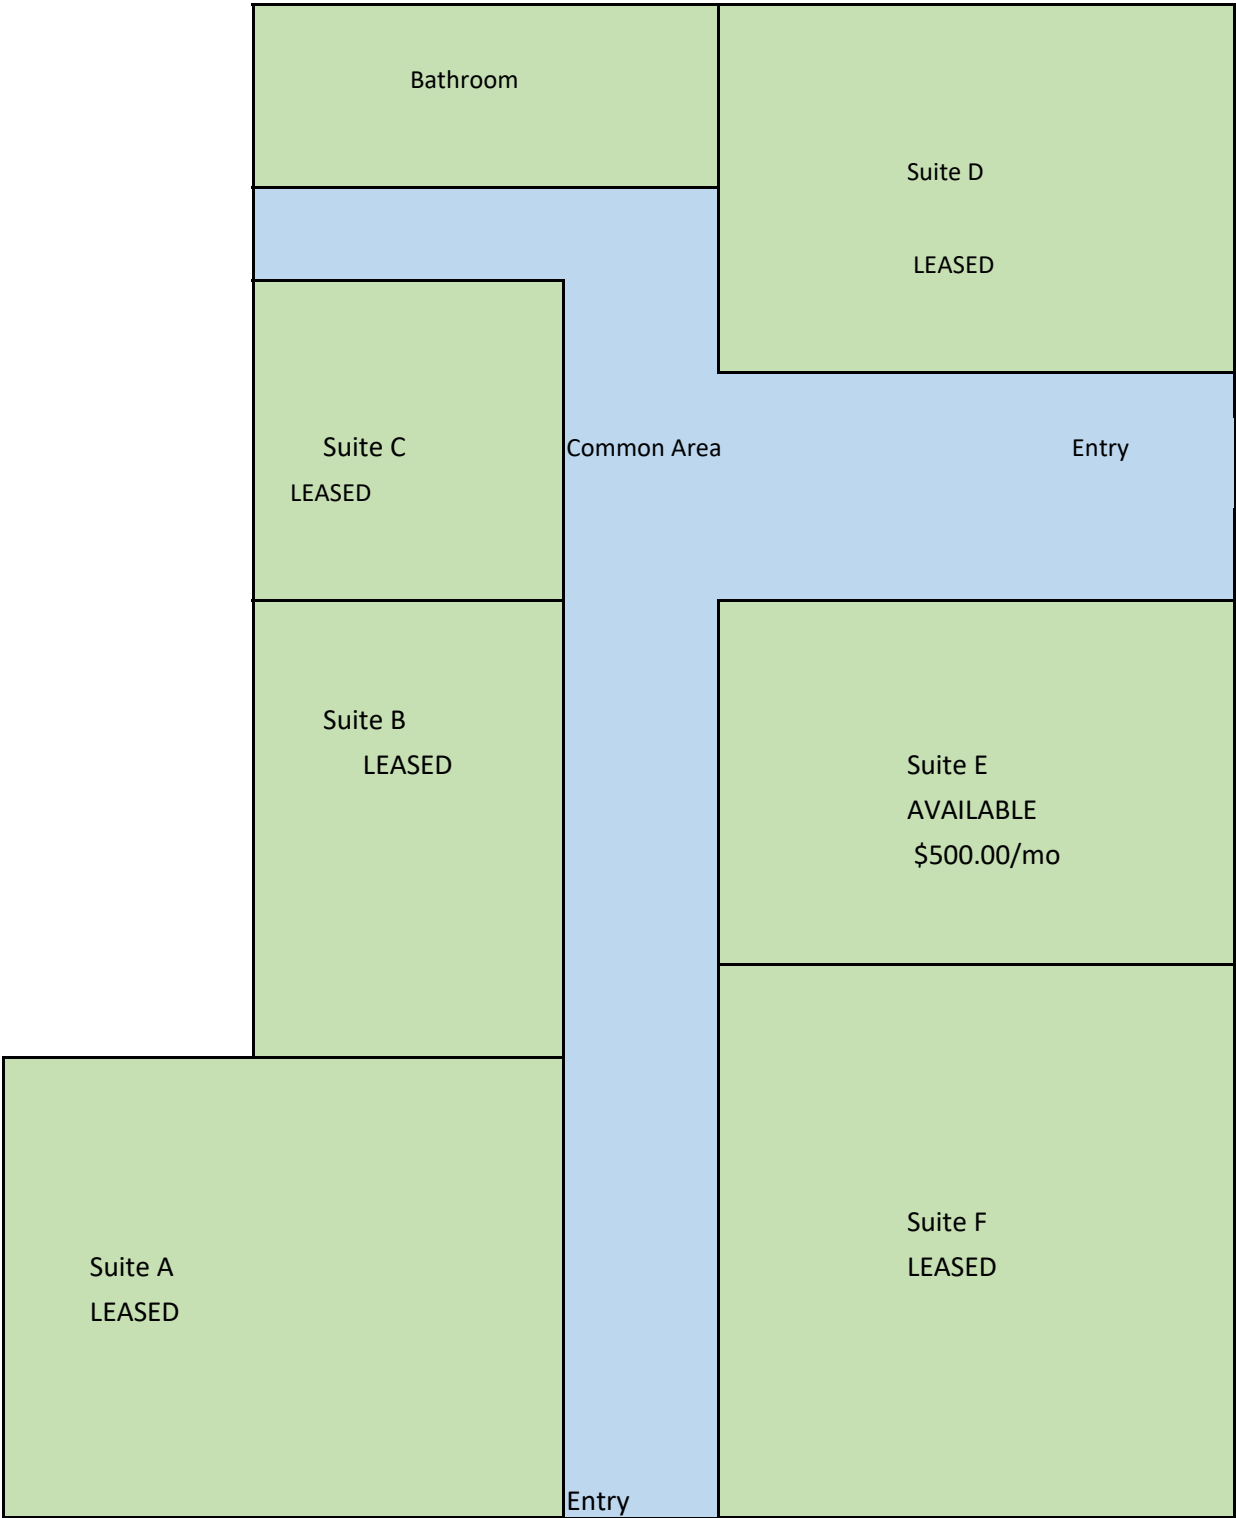 Bathroom
Suite D
LEASED
Suite C
LEASED
Common Area
Entry
Suite B
LEASED
Suite E
AVAILABLE
$500.00/mo
Suite A
LEASED
Suite F
LEASED
Entry